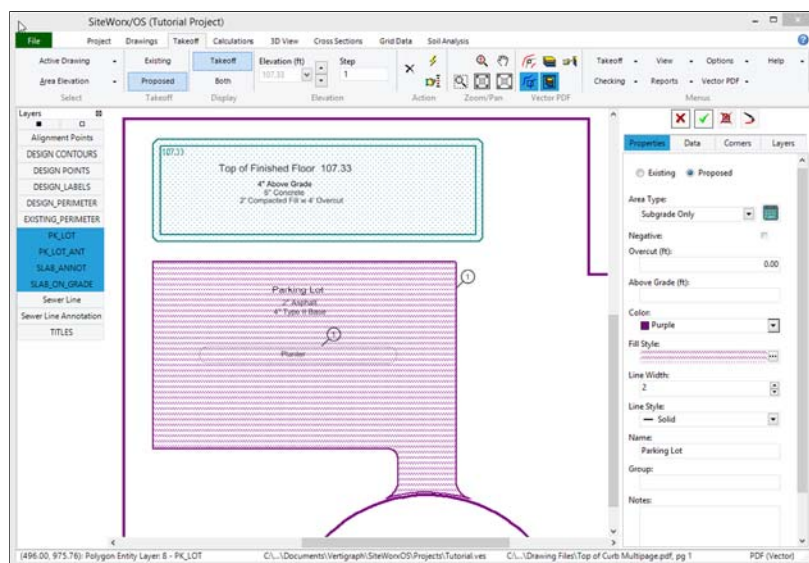 SiteWorx/OS (Tutorial Project)
File Project Drawings Takeoff Calculations 3D View Cross Sections Grid Data Soil Analysis
Active Drawing Existing Takeoff Elevation (ft) Step Takeoff View Options Help
Area Elevation Proposed Both 107.33 1 Checking Reports Vector PDF
Select Takeoff Display Elevation Action Zoom/Pan Vector PDF Menus
Layers
Alignment Points
DESIGN CONTOURS
DESIGN POINTS
DESIGN_LABELS
DESIGN_PERIMETER
EXISTING_PERIMETER
PK_LOT
PK_LOT_ANT
SLAB_ANNOT
SLAB_ON_GRADE
Sewer Line
Sewer Line Annotation
TITLES
107.33
Top of Finished Floor 107.33
4" Above Grade
6" Concrete
2' Compacted Fill w 4' Overcut
1
Parking Lot
2" Asphalt
4" Type II Base
1
Planter
Properties Data Corners Layers
Existing Proposed
Area Type:
Subgrade Only
Negative:
Overcut (ft):
0.00
Above Grade (ft):
Color:
Purple
Fill Style:
Line Width:
2
Line Style:
Solid
Name:
Parking Lot
Group:
Notes:
(496.00, 975.76): Polygon Entity Layer: 8 - PK_LOT C:\...\Documents\Vertigraph\SiteWorxOS\Projects\Tutorial.ves C:\...\Drawing Files\Top of Curb Multipage.pdf, pg 1 PDF (Vector)